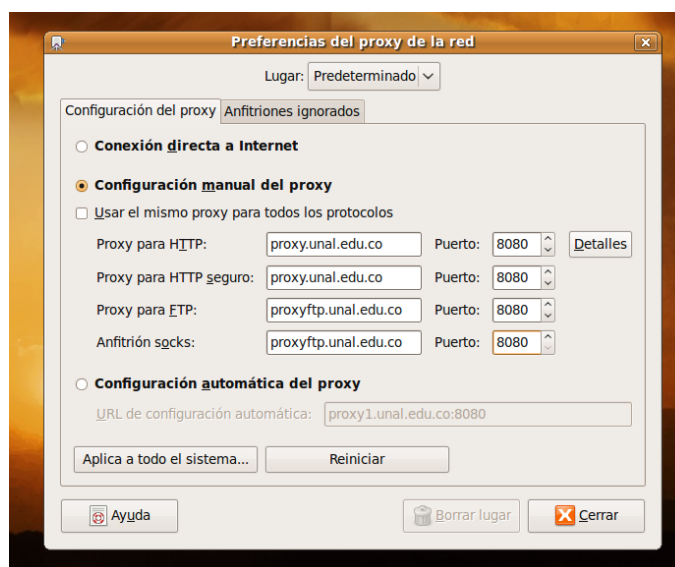 Preferencias del proxy de la red
Lugar: Predeterminado
Configuración del proxy Anfitriones ignorados
Conexión directa a Internet
Configuración manual del proxy
Usar el mismo proxy para todos los protocolos
Proxy para HTTP: proxy.unal.edu.co Puerto: 8080 Detalles
Proxy para HTTP seguro: proxy.unal.edu.co Puerto: 8080
Proxy para FTP: proxyftp.unal.edu.co Puerto: 8080
Anfitrión socks: proxyftp.unal.edu.co Puerto: 8080
Configuración automática del proxy
URL de configuración automática: proxy1.unal.edu.co:8080
Aplica a todo el sistema... Reiniciar
Ayuda Borrar lugar Cerrar